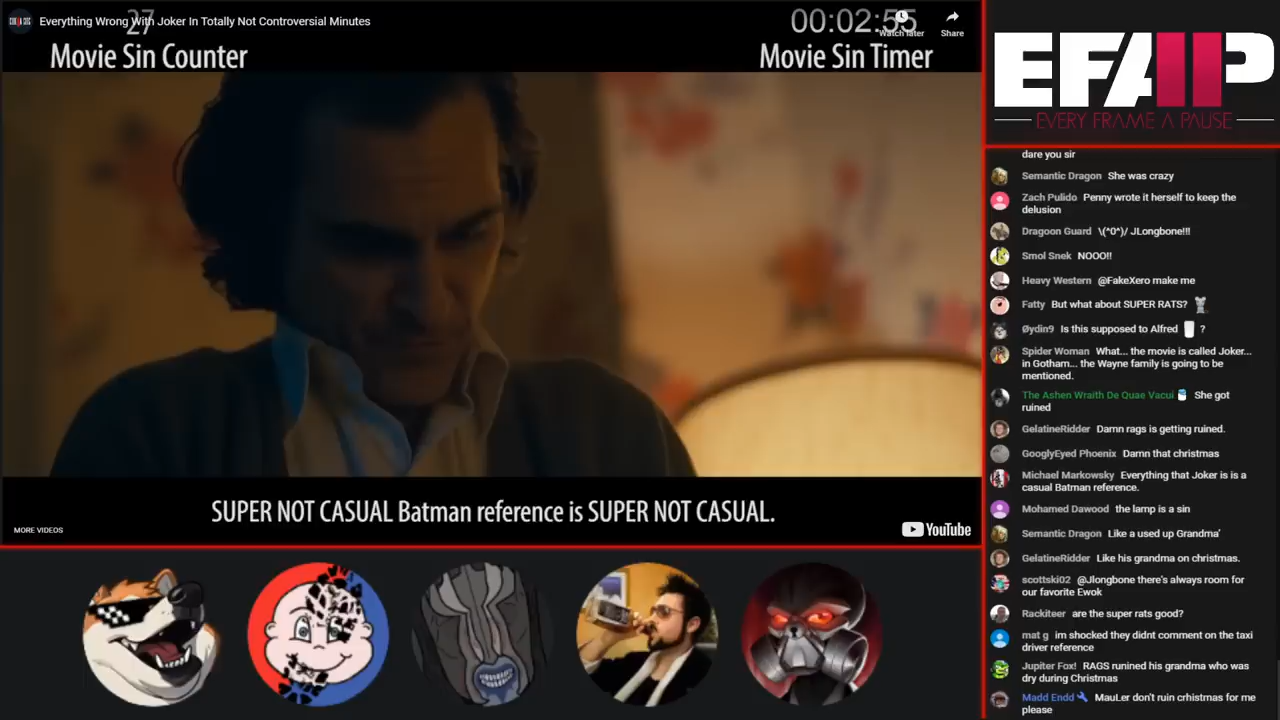 Everything Wrong With Joker In Totally Not Controversial Minutes
27
Movie Sin Counter
00:02:55
Watch later
Share
Movie Sin Timer
SUPER NOT CASUAL Batman reference is SUPER NOT CASUAL.
MORE VIDEOS
YouTube
EFAP
EVERY FRAME A PAUSE
dare you sir
Semantic Dragon She was crazy
Zach Pulido Penny wrote it herself to keep the
delusion
Dragoon Guard \(^0^)/ JLongbone!!!
Smol Snek NOOO!!
Heavy Western @FakeXero make me
Fatty But what about SUPER RATS?
Øydin9 Is this supposed to Alfred ?
Spider Woman What... the movie is called Joker...
in Gotham... the Wayne family is going to be
mentioned.
The Ashen Wraith De Quae Vacui She got
ruined
GelatineRidder Damn rags is getting ruined.
GooglyEyed Phoenix Damn that christmas
Michael Markowsky Everything that Joker is is a
casual Batman reference.
Mohamed Dawood the lamp is a sin
Semantic Dragon Like a used up Grandma'
GelatineRidder Like his grandma on christmas.
scottski02 @Jlongbone there's always room for
our favorite Ewok
Rackiteer are the super rats good?
mat g im shocked they didnt comment on the taxi
driver reference
Jupiter Fox! RAGS runined his grandma who was
dry during Christmas
Madd Endd MauLer don't ruin crhistmas for me
please